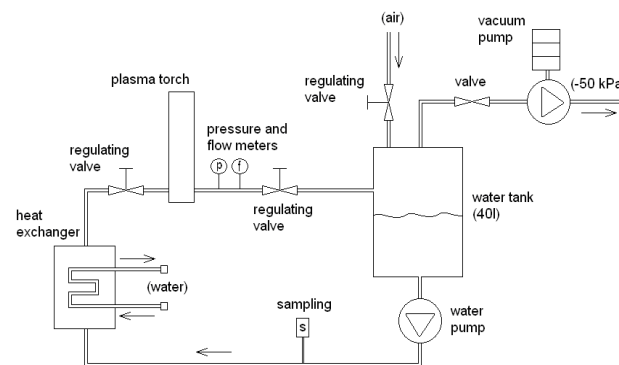 (air)
vacuum
pump
plasma torch
regulating
valve
valve
(-50 kPa)
pressure and
flow meters
regulating
valve
p
f
regulating
valve
water tank
(40l)
heat
exchanger
(water)
sampling
s
water
pump